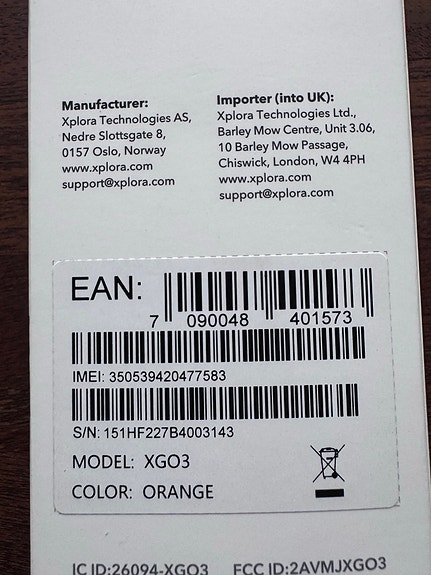 Manufacturer:
Xplora Technologies AS,
Nedre Slottsgate 8,
0157 Oslo, Norway
www.xplora.com
support@xplora.com
Importer (into UK):
Xplora Technologies Ltd.,
Barley Mow Centre, Unit 3.06,
10 Barley Mow Passage,
Chiswick, London, W4 4PH
www.xplora.com
support@xplora.com
EAN:
7 090048 401573
IMEI: 350539420477583
S/N: 151HF227B4003143
MODEL: XGO3
COLOR: ORANGE
IC ID:26094-XGO3 FCC ID:2AVMJXGO3